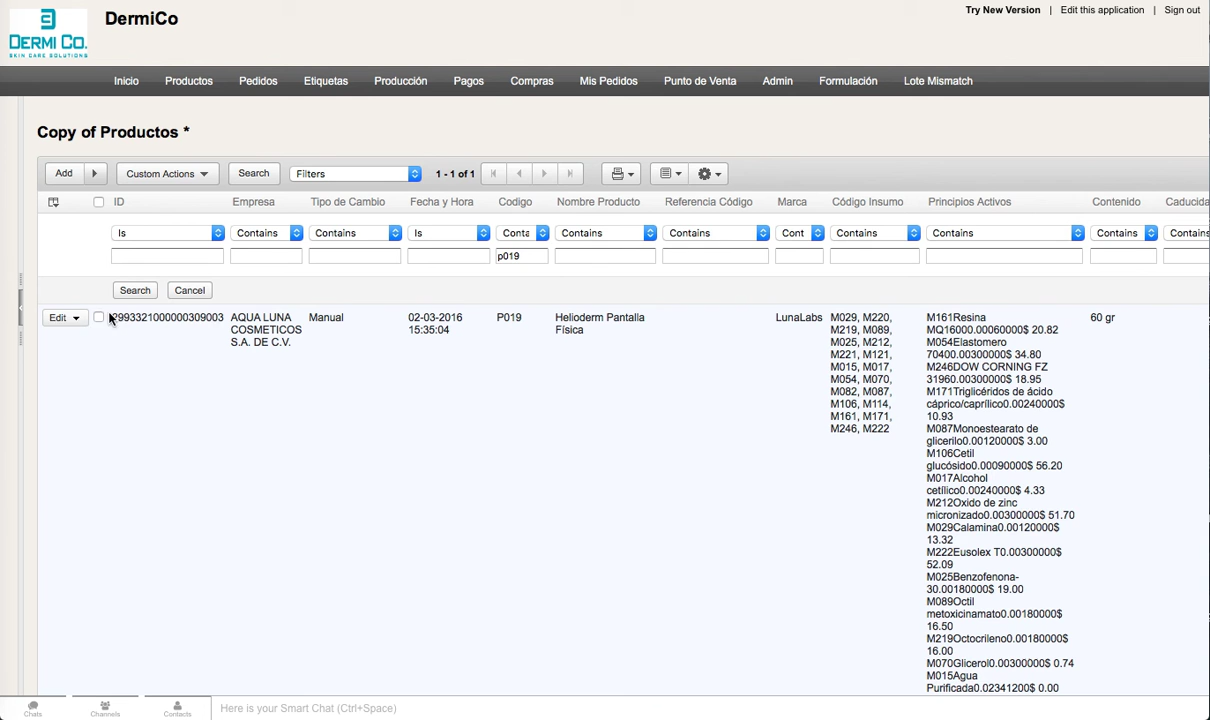 DERMI CO.
SKIN CARE SOLUTIONS
DermiCo
Try New Version | Edit this application | Sign out
Inicio Productos Pedidos Etiquetas Producción Pagos Compras Mis Pedidos Punto de Venta Admin Formulación Lote Mismatch
Copy of Productos *
Add Custom Actions Search Filters 1 - 1 of 1
ID Empresa Tipo de Cambio Fecha y Hora Codigo Nombre Producto Referencia Código Marca Código Insumo Principios Activos Contenido Caducida
Is Contains Contains Is Conta Contains Contains Cont Contains Contains Contains Contains
p019
Search Cancel
Edit 2993321000000309003 AQUA LUNA Manual 02-03-2016 P019 Helioderm Pantalla LunaLabs M029, M220, M161Resina 60 gr
COSMETICOS 15:35:04 Física M219, M089, MQ16000.00060000$ 20.82
S.A. DE C.V. M025, M212, M054Elastomero
M221, M121, 70400.00300000$ 34.80
M015, M017, M246DOW CORNING FZ
M054, M070, 31960.00300000$ 18.95
M082, M087, M171Triglicéridos de ácido
M106, M114, cáprico/caprílico0.00240000$
M161, M171, 10.93
M246, M222 M087Monoestearato de
glicerilo0.00120000$ 3.00
M106Cetil
glucósido0.00090000$ 56.20
M017Alcohol
cetílico0.00240000$ 4.33
M212Oxido de zinc
micronizado0.00300000$ 51.70
M029Calamina0.00120000$
13.32
M222Eusolex T0.00300000$
52.09
M025Benzofenona-
30.00180000$ 19.00
M089Octil
metoxicinamato0.00180000$
16.50
M219Octocrileno0.00180000$
16.00
M070Glicerol0.00300000$ 0.74
M015Agua
Purificada0.02341200$ 0.00
Chats Channels Contacts Here is your Smart Chat (Ctrl+Space)